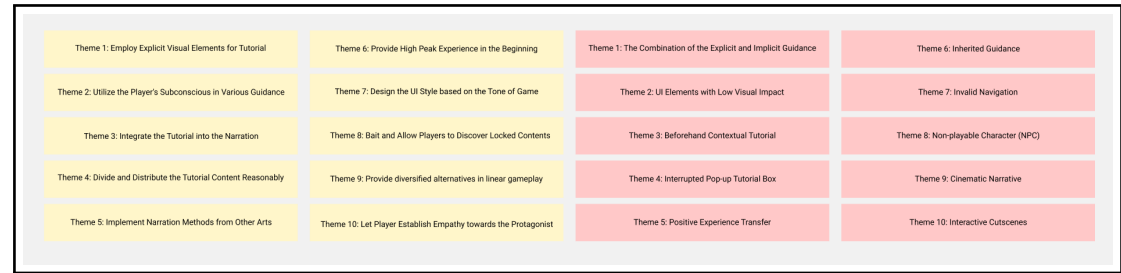 Theme 1: Employ Explicit Visual Elements for Tutorial
Theme 2: Utilize the Player's Subconscious in Various Guidance
Theme 3: Integrate the Tutorial into the Narration
Theme 4: Divide and Distribute the Tutorial Content Reasonably
Theme 5: Implement Narration Methods from Other Arts
Theme 6: Provide High Peak Experience in the Beginning
Theme 7: Design the UI Style based on the Tone of Game
Theme 8: Bait and Allow Players to Discover Locked Contents
Theme 9: Provide diversified alternatives in linear gameplay
Theme 10: Let Player Establish Empathy towards the Protagonist
Theme 1: The Combination of the Explicit and Implicit Guidance
Theme 2: UI Elements with Low Visual Impact
Theme 3: Beforehand Contextual Tutorial
Theme 4: Interrupted Pop-up Tutorial Box
Theme 5: Positive Experience Transfer
Theme 6: Inherited Guidance
Theme 7: Invalid Navigation
Theme 8: Non-playable Character (NPC)
Theme 9: Cinematic Narrative
Theme 10: Interactive Cutscenes